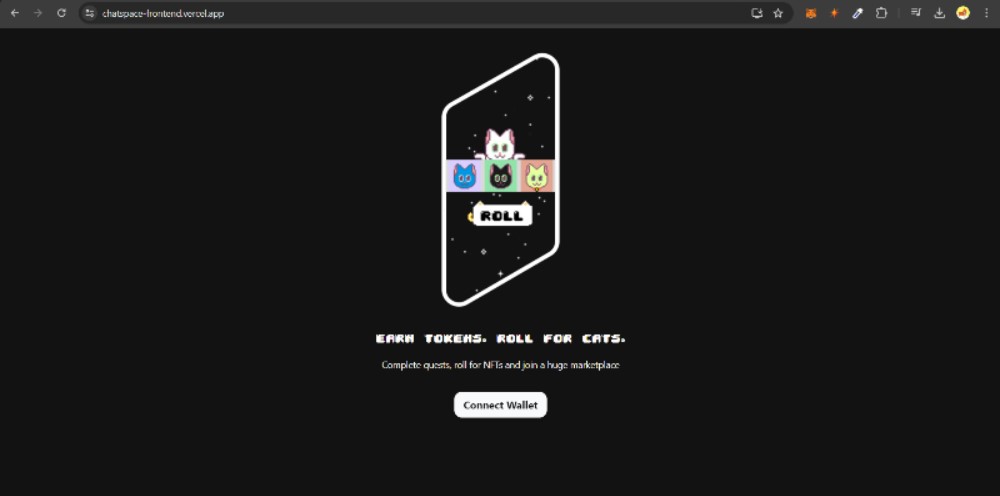 chatspace-frontend.vercel.app
ROLL
EARN TOKENS. ROLL FOR CATS.
Complete quests, roll for NFTs and join a huge marketplace
Connect Wallet